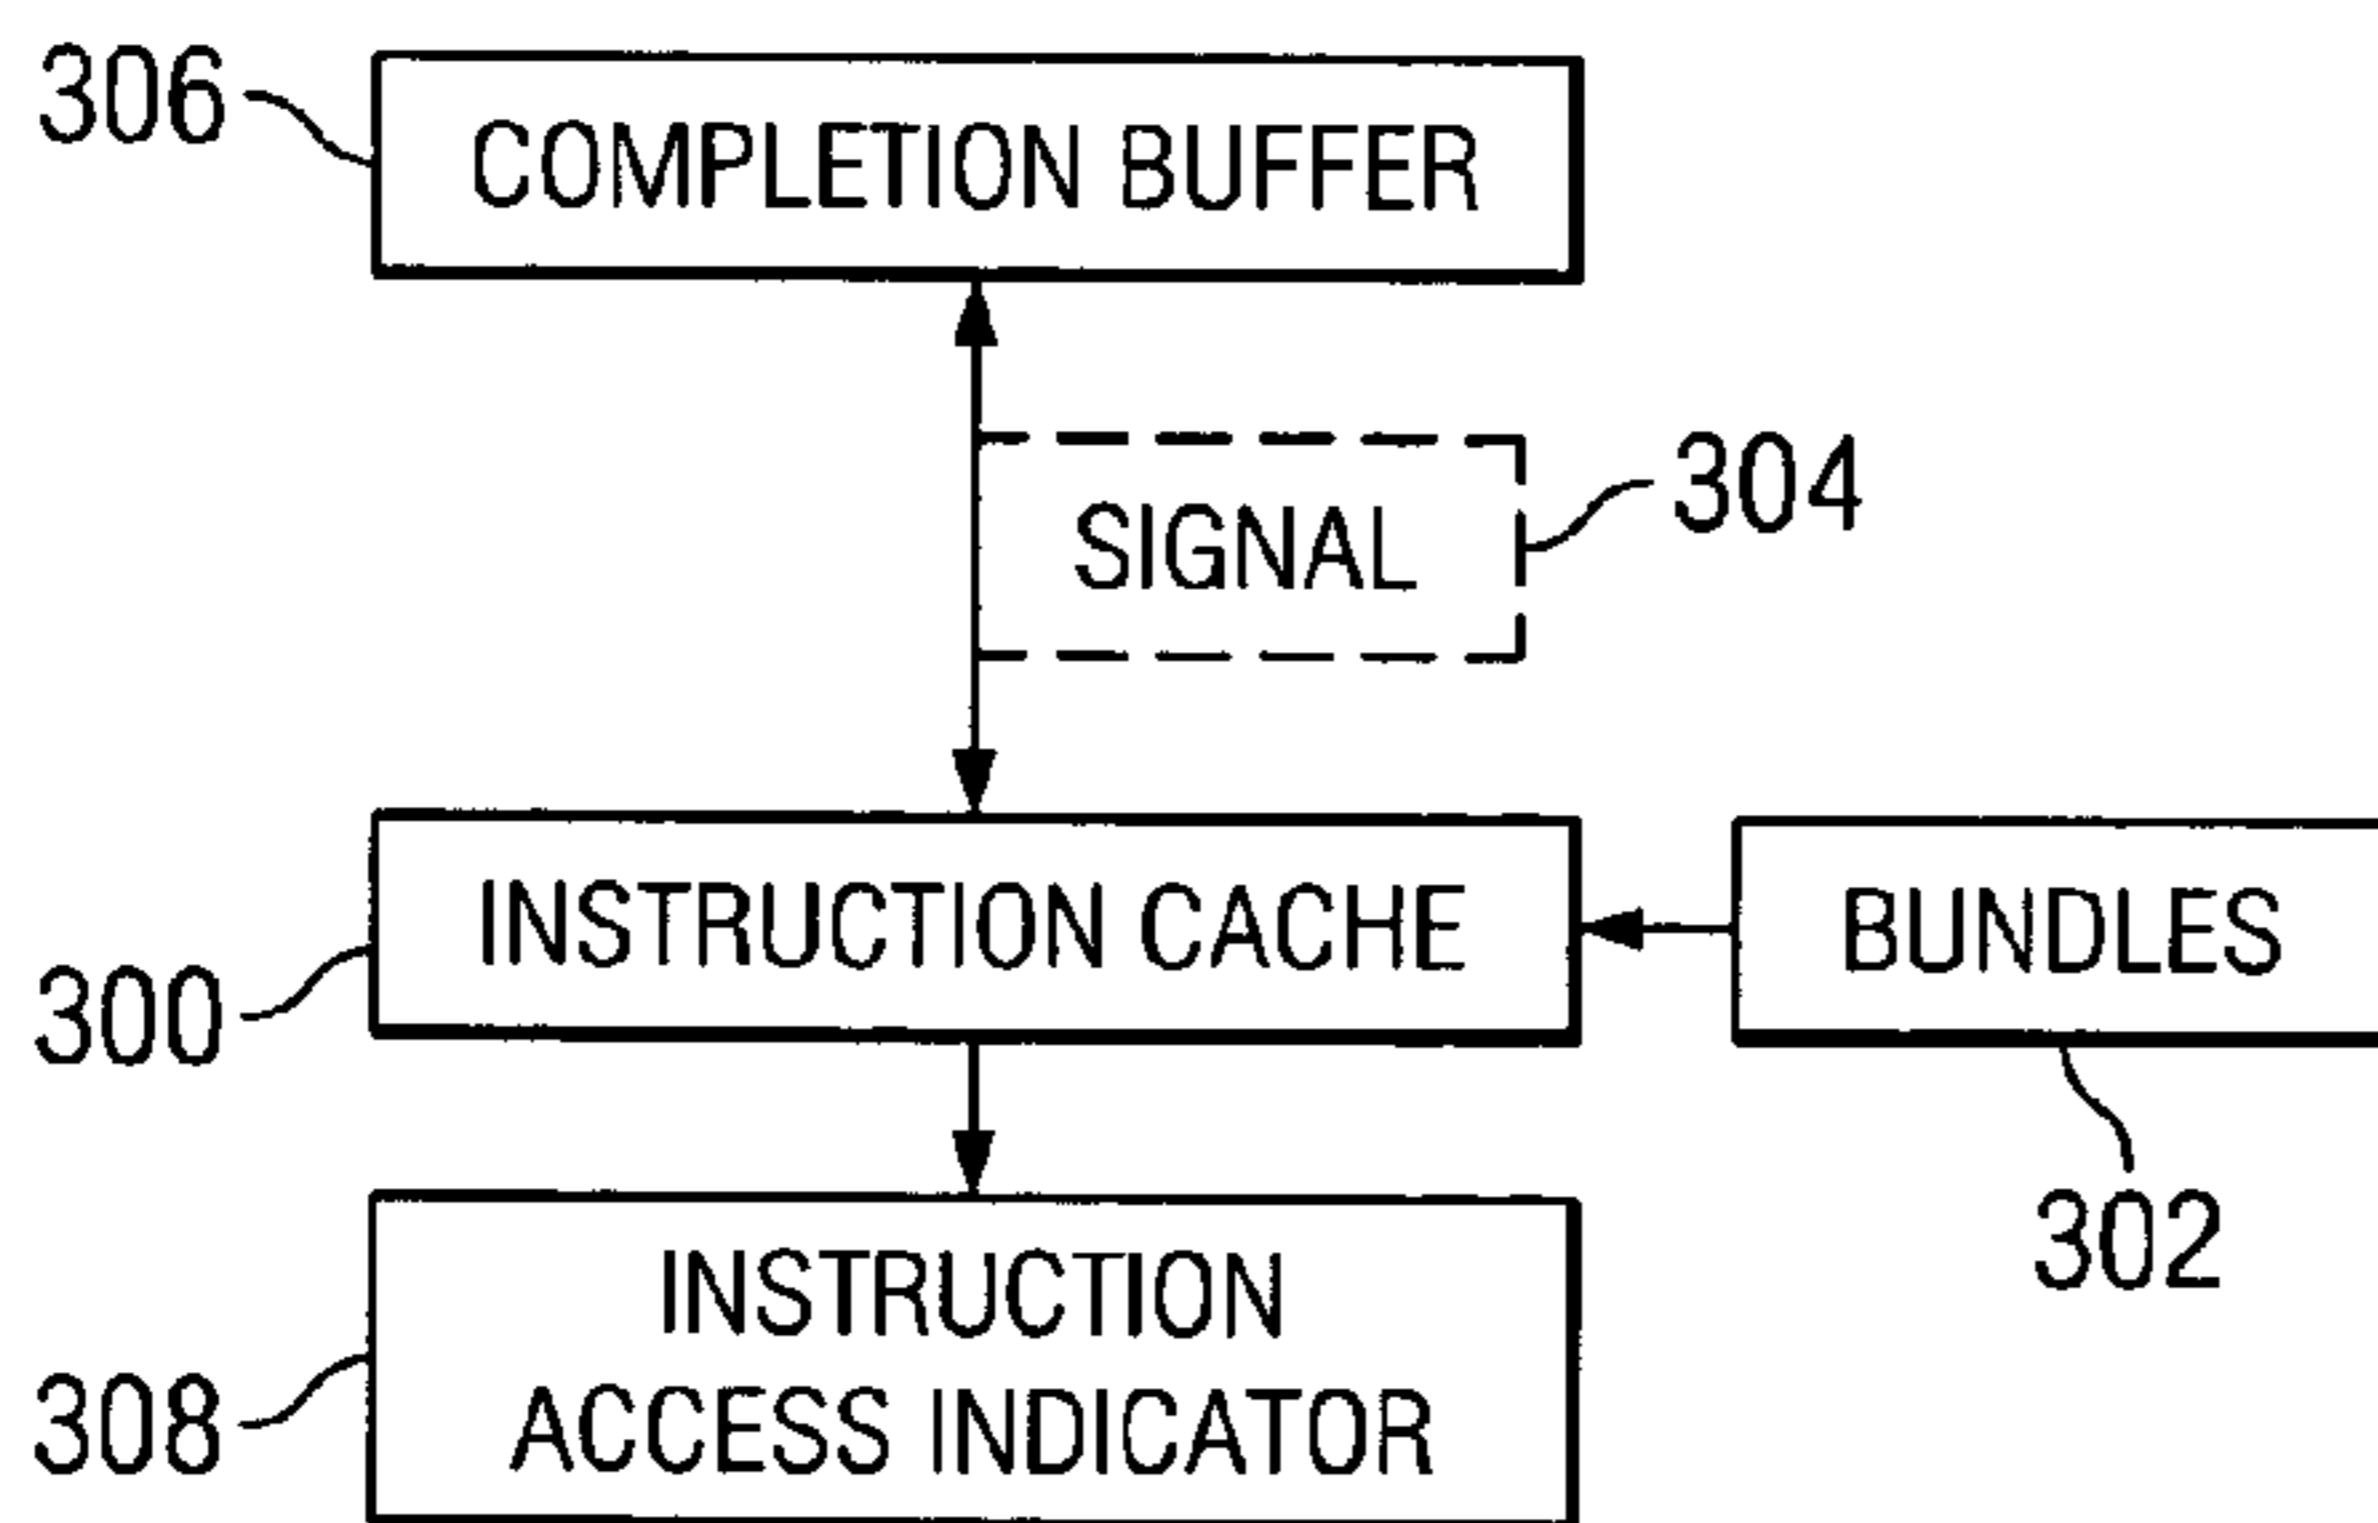 306
COMPLETION BUFFER
SIGNAL
304
INSTRUCTION CACHE
BUNDLES
300
302
INSTRUCTION
ACCESS INDICATOR
308